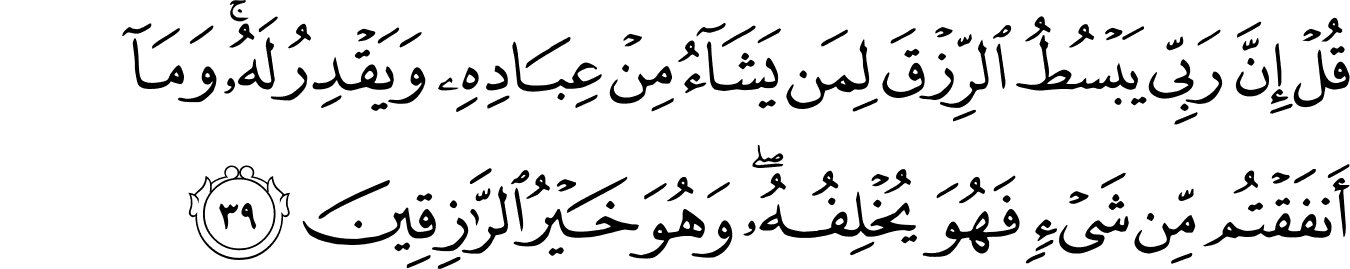 قُلْ إِنَّ رَبِّى يَبْسُطُ ٱلرِّزْقَ لِمَن يَشَآءُ مِنْ عِبَادِهِۦ وَيَقْدِرُ لَهُۥ ۚ وَمَآ
أَنفَقْتُم مِّن شَىْءٍ فَهُوَ يُخْلِفُهُۥ ۖ وَهُوَ خَيْرُ ٱلرَّٰزِقِينَ ٣٩